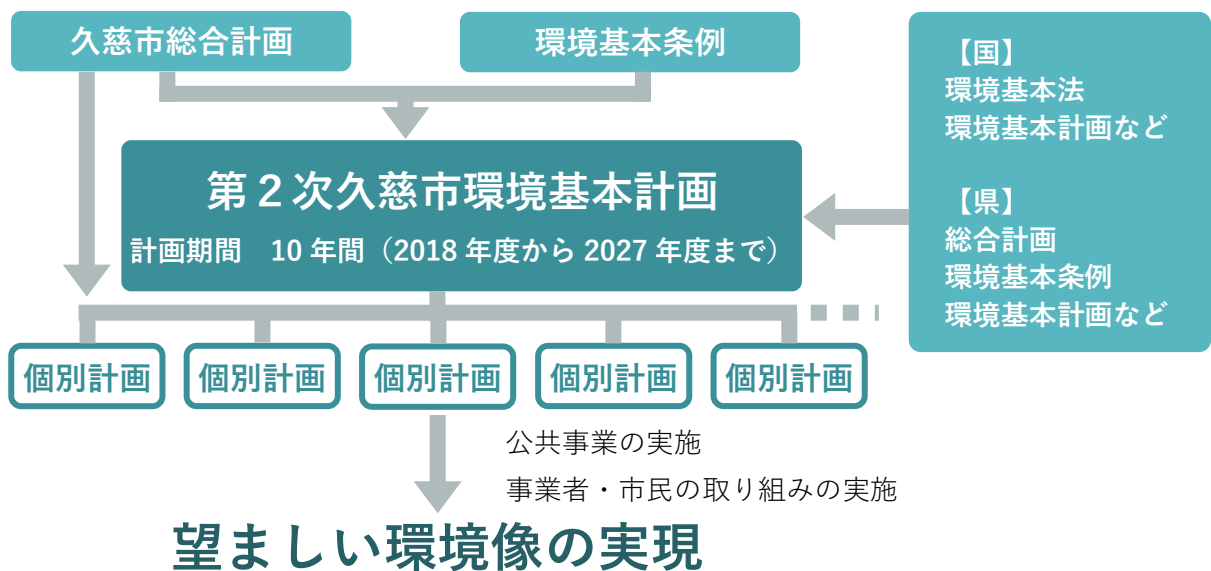 久慈市総合計画
環境基本条例
【国】
環境基本法
環境基本計画など
【県】
総合計画
環境基本条例
環境基本計画など
第２次久慈市環境基本計画
計画期間　10 年間（2018 年度から 2027 年度まで）
個別計画
個別計画
個別計画
個別計画
個別計画
公共事業の実施
事業者・市民の取り組みの実施
望ましい環境像の実現